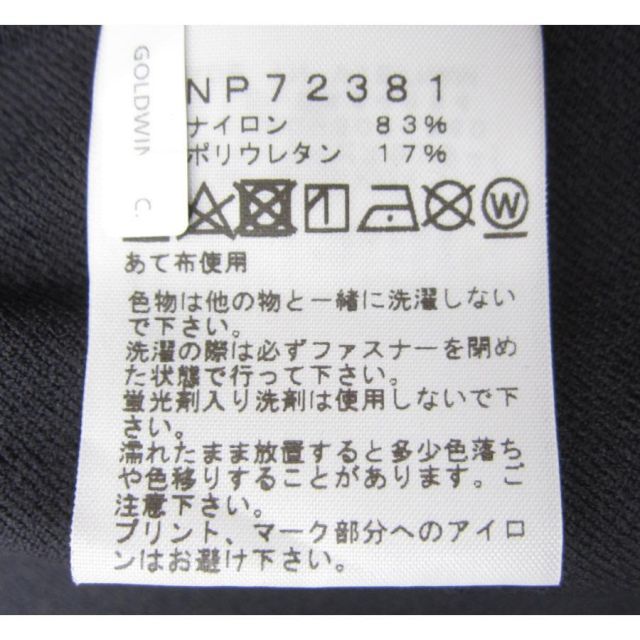 GOLDWIN C.
NP72381
ナイロン 83%
ポリウレタン 17%
W
あて布使用
色物は他の物と一緒に洗濯しない
で下さい。
洗濯の際は必ずファスナーを閉め
た状態で行って下さい。
蛍光剤入り洗剤は使用しないで下
さい。
濡れたまま放置すると多少色落ち
や色移りすることがあります。ご
注意下さい。
プリント、マーク部分へのアイロ
ンはお避け下さい。